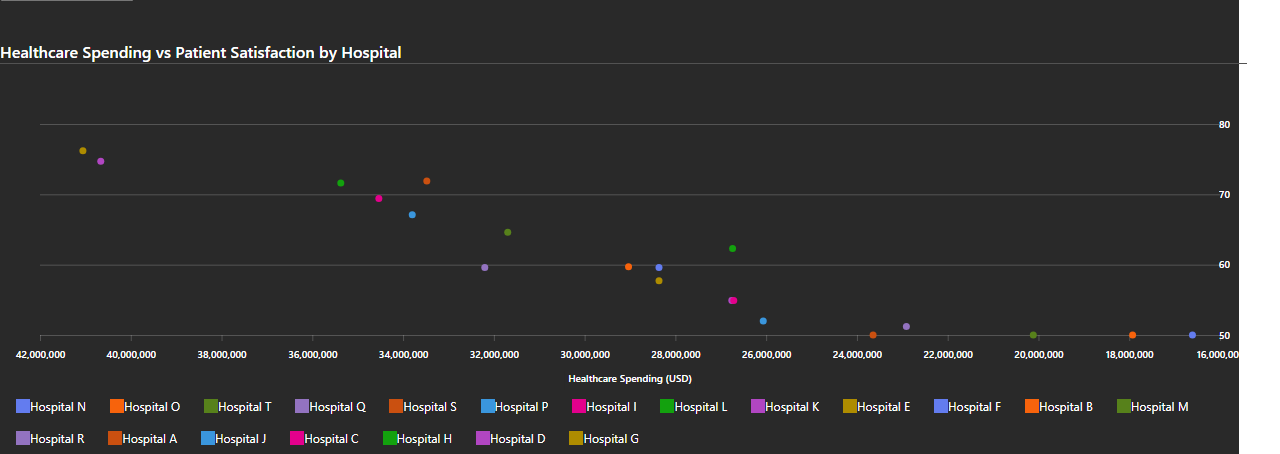 Healthcare Spending vs Patient Satisfaction by Hospital
80
70
60
50
42,000,000 40,000,000 38,000,000 36,000,000 34,000,000 32,000,000 30,000,000 28,000,000 26,000,000 24,000,000 22,000,000 20,000,000 18,000,000 16,000,00
Healthcare Spending (USD)
Hospital N Hospital O Hospital T Hospital Q Hospital S Hospital P Hospital I Hospital L Hospital K Hospital E Hospital F Hospital B Hospital M
Hospital R Hospital A Hospital J Hospital C Hospital H Hospital D Hospital G